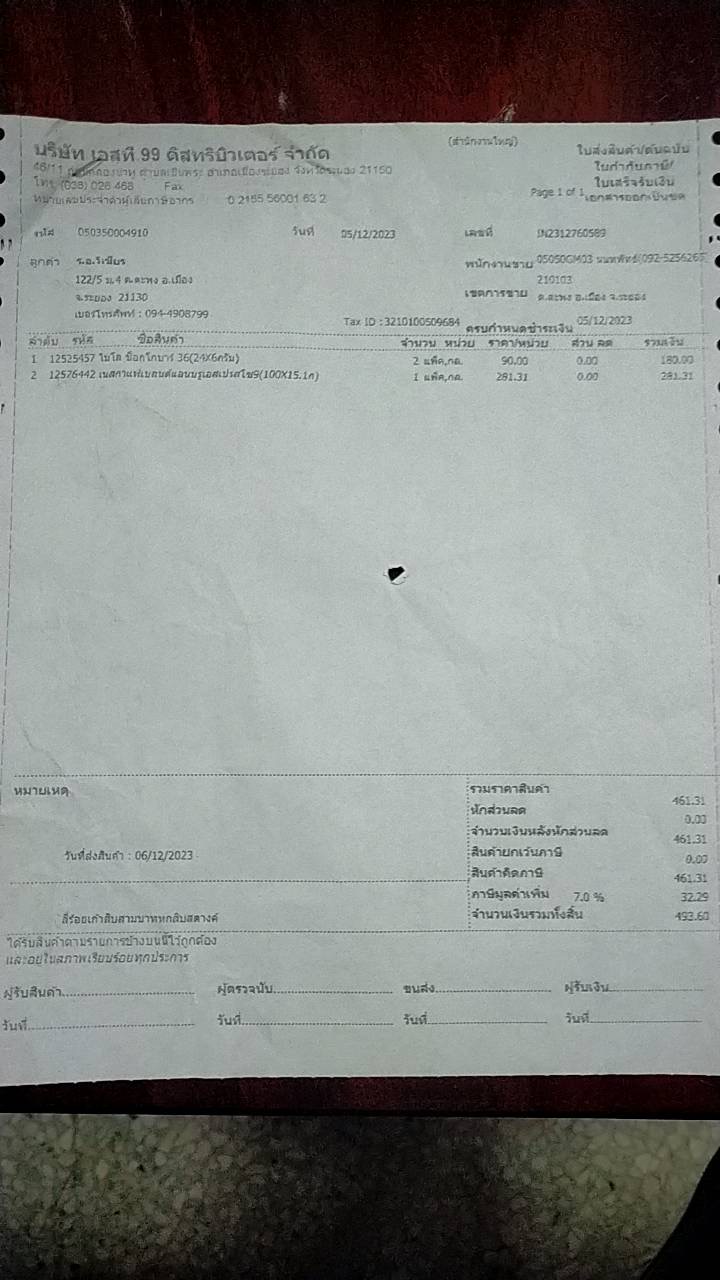 (สำนักงานใหญ่)
บริษัท เอสที 99 ดิสทริบิวเตอร์ จำกัด
ใบส่งสินค้า/ต้นฉบับ
46/11 ตำบลเชิงเนิน อำเภอเมืองระยอง จังหวัดระยอง 21150
ใบกำกับภาษี/
โทร. (038) 026 468 Fax
Page 1 of 1
ใบเสร็จรับเงิน
หมายเลขประจำตัวผู้เสียภาษีอากร 0 2155 56001 63 2
เอกสารออกเป็นชุด
รหัส 050350004910 วันที่ 05/12/2023 เลขที่ IN2312760589
ลูกค้า ร.อ.วิเชียร พนักงานขาย 05050GM03
122/5 ม.4 ต.ตะพง อ.เมือง 210103
จ.ระยอง 21130 เขตการขาย ต.ตะพง อ.เมือง จ.ระยอง
เบอร์โทรศัพท์ : 094-4908799
Tax ID :3210100509684 ครบกำหนดชำระเงิน 05/12/2023
ลำดับ รหัส ชื่อสินค้า จำนวน หน่วย ราคา/หน่วย ส่วน ลด รวมเงิน
1 12525457 ไมโล ช็อกโกบาร์ 36(24X6กรัม) 2 แพ็ค,กล. 90.00 0.00 180.00
2 12576442 เนสกาแฟเบลนด์แอนบรูเอสเปรสโซ9(100X15.1ก) 1 แพ็ค,กล. 281.31 0.00 281.31
หมายเหตุ
รวมราคาสินค้า 461.31
หักส่วนลด 0.00
จำนวนเงินหลังหักส่วนลด 461.31
วันที่ส่งสินค้า : 06/12/2023
สินค้ายกเว้นภาษี 0.00
สินค้าคิดภาษี 461.31
ภาษีมูลค่าเพิ่ม 7.0 % 32.29
สี่ร้อยเก้าสิบสามบาทหกสิบสตางค์
จำนวนเงินรวมทั้งสิ้น 493.60
ได้รับสินค้าตามรายการข้างบนนี้ไว้ถูกต้อง
และอยู่ในสภาพเรียบร้อยทุกประการ
ผู้รับสินค้า ผู้ตรวจนับ ขนส่ง ผู้รับเงิน
วันที่ วันที่ วันที่ วันที่